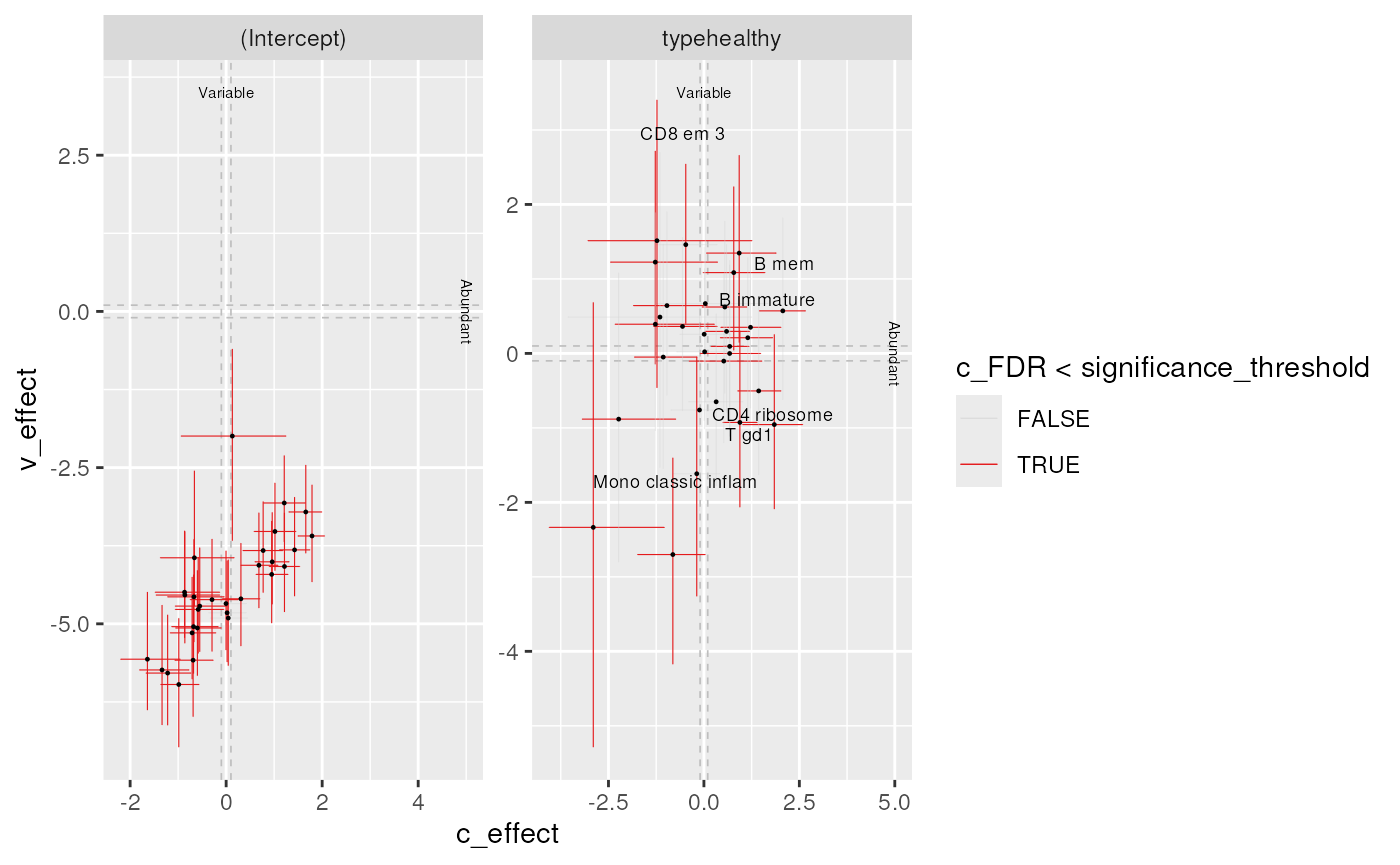 (Intercept)
typehealthy
Variable
Variable
CD8 em 3
B mem
B immature
Abundant
Abundant
CD4 ribosome
T gd1
Mono classic inflam
2.5
0.0
-2.5
-5.0
2
0
-2
-4
-2
0
2
4
-2.5
0.0
2.5
5.0
c_effect
v_effect
c_FDR < significance_threshold
FALSE
TRUE